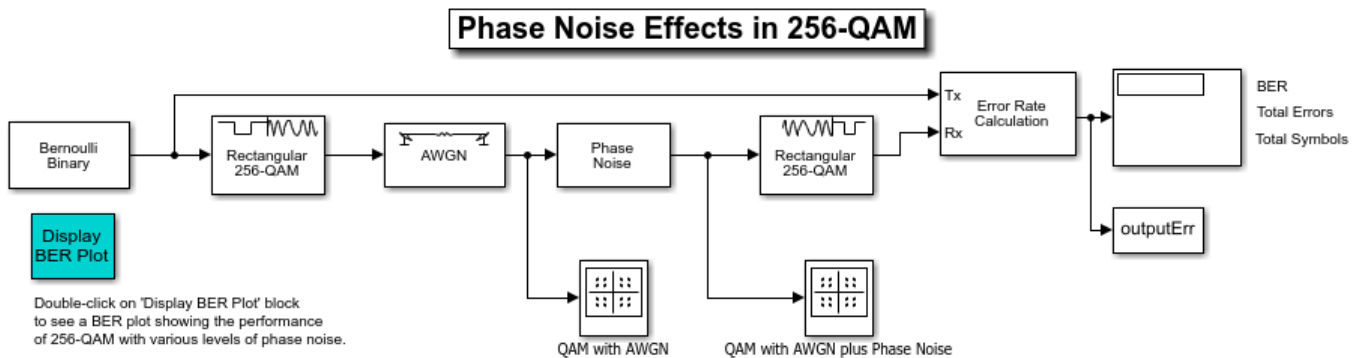 Phase Noise Effects in 256-QAM
Bernoulli
Binary
Rectangular
256-QAM
AWGN
Phase
Noise
Rectangular
256-QAM
Tx
Rx
Error Rate
Calculation
BER
Total Errors
Total Symbols
outputErr
Display
BER Plot
Double-click on 'Display BER Plot' block
to see a BER plot showing the performance
of 256-QAM with various levels of phase noise.
QAM with AWGN
QAM with AWGN plus Phase Noise